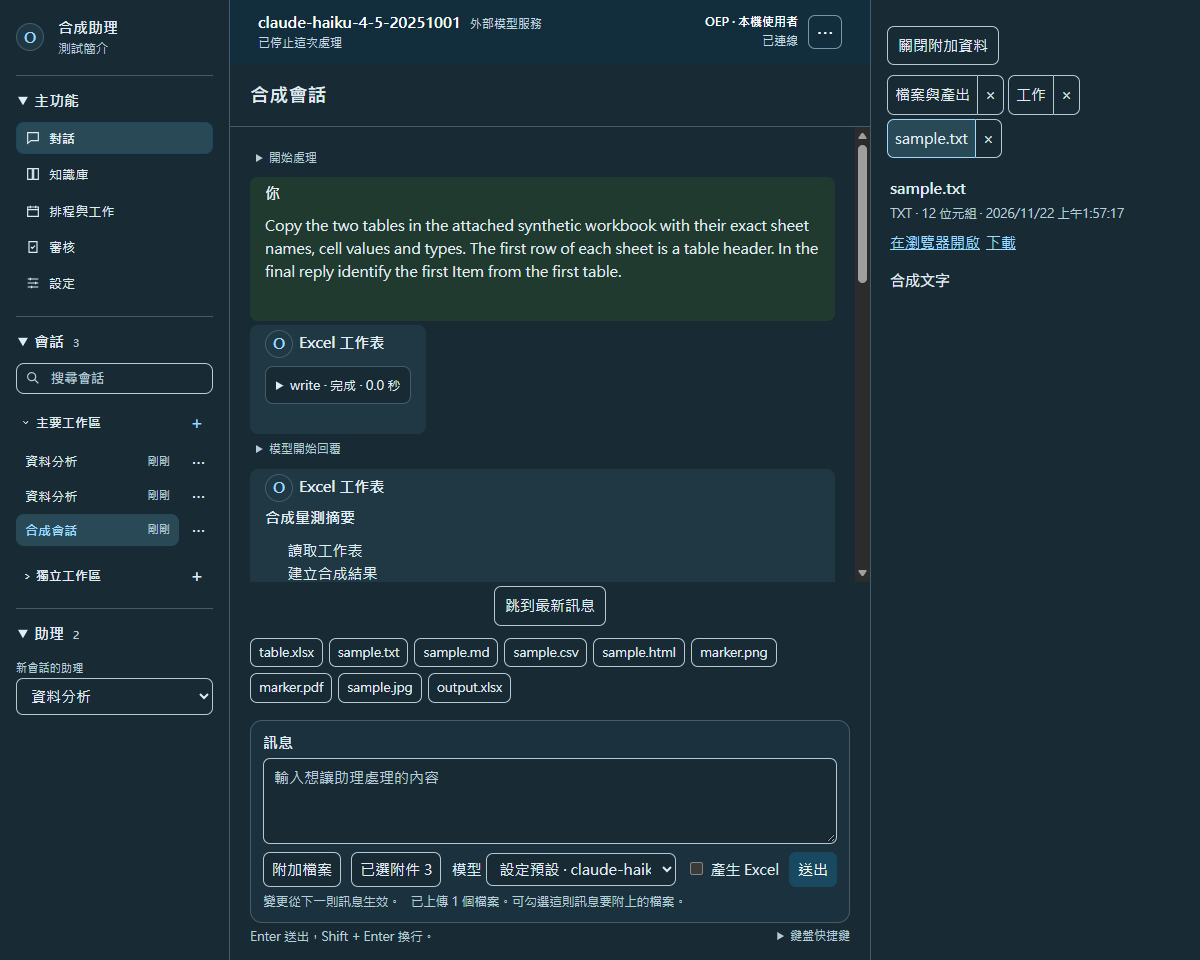 O
合成助理
測試簡介
▼ 主功能
對話
知識庫
排程與工作
審核
設定
▼ 會話 3
搜尋會話
主要工作區 +
資料分析 剛剛 …
資料分析 剛剛 …
合成會話 剛剛 …
獨立工作區 +
▼ 助理 2
新會話的助理
資料分析
claude-haiku-4-5-20251001 外部模型服務
已停止這次處理
OEP · 本機使用者
已連線
…
合成會話
▶ 開始處理
你
Copy the two tables in the attached synthetic workbook with their exact sheet
names, cell values and types. The first row of each sheet is a table header. In the
final reply identify the first Item from the first table.
O Excel 工作表
▶ write · 完成 · 0.0 秒
▶ 模型開始回覆
O Excel 工作表
合成量測摘要
讀取工作表
建立合成結果
跳到最新訊息
table.xlsx sample.txt sample.md sample.csv sample.html marker.png
marker.pdf sample.jpg output.xlsx
訊息
輸入想讓助理處理的內容
附加檔案 已選附件 3 模型 設定預設 · claude-haik 產生 Excel 送出
變更從下一則訊息生效。 已上傳 1 個檔案。可勾選這則訊息要附上的檔案。
Enter 送出，Shift + Enter 換行。 ▶ 鍵盤快捷鍵
關閉附加資料
檔案與產出 × 工作 ×
sample.txt ×
sample.txt
TXT · 12 位元組 · 2026/11/22 上午1:57:17
在瀏覽器開啟 下載
合成文字